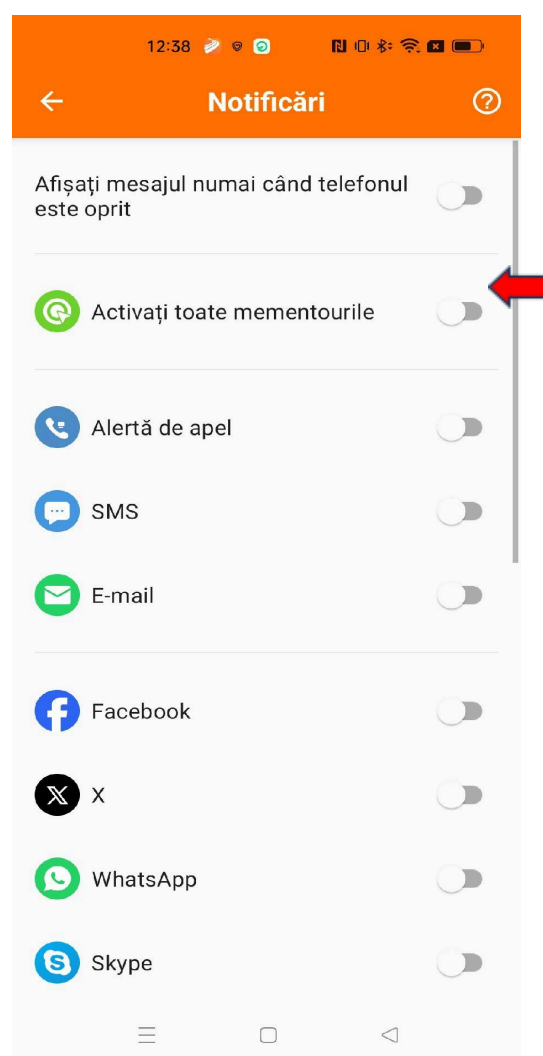 12:38
Notificări
Afișați mesajul numai când telefonul
este oprit
Activați toate mementourile
Alertă de apel
SMS
E-mail
Facebook
X
WhatsApp
Skype